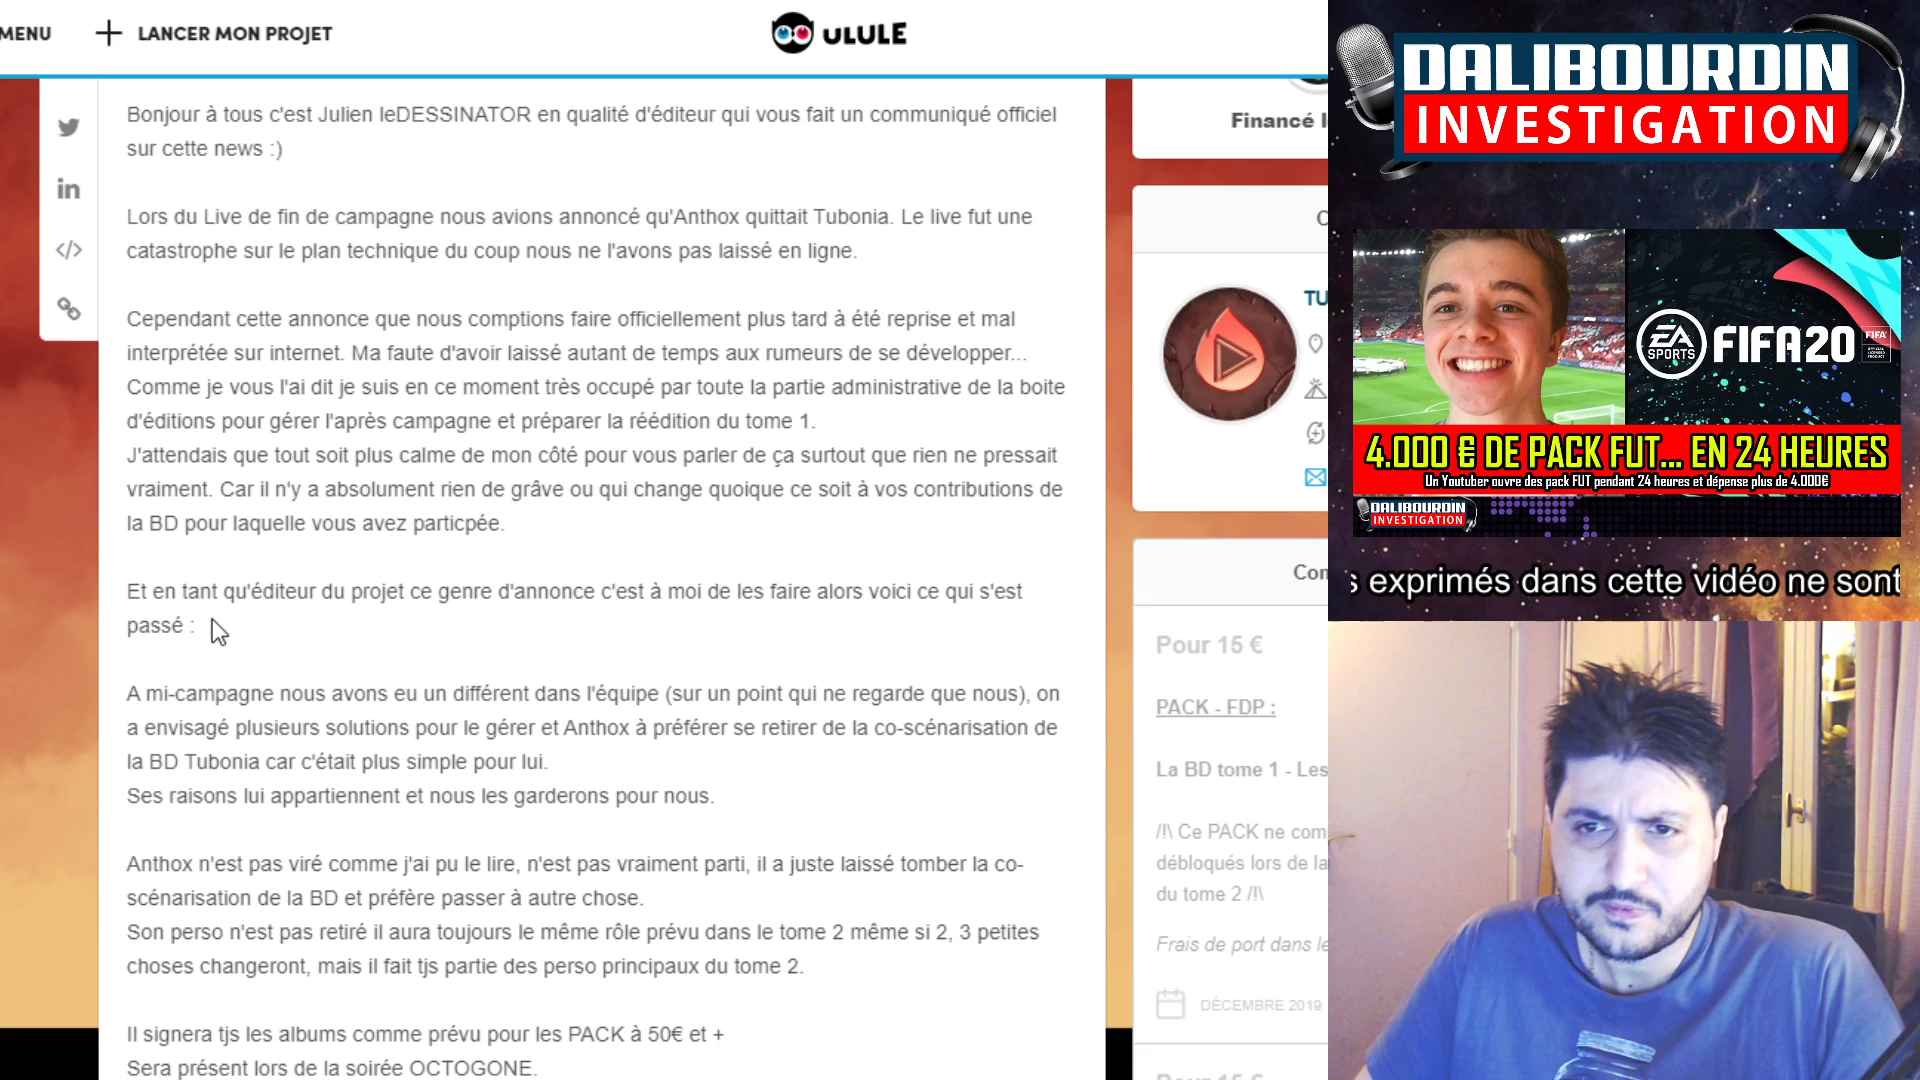 MENU
LANCER MON PROJET
ULULE
Bonjour à tous c'est Julien leDESSINATOR en qualité d'éditeur qui vous fait un communiqué officiel
sur cette news :)
Lors du Live de fin de campagne nous avions annoncé qu'Anthox quittait Tubonia. Le live fut une
catastrophe sur le plan technique du coup nous ne l'avons pas laissé en ligne.
Cependant cette annonce que nous comptions faire officiellement plus tard à été reprise et mal
interprétée sur internet. Ma faute d'avoir laissé autant de temps aux rumeurs de se développer...
Comme je vous l'ai dit je suis en ce moment très occupé par toute la partie administrative de la boite
d'éditions pour gérer l'après campagne et préparer la réédition du tome 1.
J'attendais que tout soit plus calme de mon côté pour vous parler de ça surtout que rien ne pressait
vraiment. Car il n'y a absolument rien de grâve ou qui change quoique ce soit à vos contributions de
la BD pour laquelle vous avez particpée.
Et en tant qu'éditeur du projet ce genre d'annonce c'est à moi de les faire alors voici ce qui s'est
passé :
A mi-campagne nous avons eu un différent dans l'équipe (sur un point qui ne regarde que nous), on
a envisagé plusieurs solutions pour le gérer et Anthox à préférer se retirer de la co-scénarisation de
la BD Tubonia car c'était plus simple pour lui.
Ses raisons lui appartiennent et nous les garderons pour nous.
Anthox n'est pas viré comme j'ai pu le lire, n'est pas vraiment parti, il a juste laissé tomber la co-
scénarisation de la BD et préfère passer à autre chose.
Son perso n'est pas retiré il aura toujours le même rôle prévu dans le tome 2 même si 2, 3 petites
choses changeront, mais il fait tjs partie des perso principaux du tome 2.
Il signera tjs les albums comme prévu pour les PACK à 50€ et +
Sera présent lors de la soirée OCTOGONE.
Financé l
C
TU
Con
Pour 15 €
PACK - FDP :
La BD tome 1 - Les
/!\ Ce PACK ne com
débloqués lors de la
du tome 2 /!\
Frais de port dans le
DÉCEMBRE 2019
Pour 15 €
DALIBOURDIN
INVESTIGATION
EA
SPORTS
FIFA 20
FIFA
4.000 € DE PACK FUT... EN 24 HEURES
Un Youtuber ouvre des pack FUT pendant 24 heures et dépense plus de 4.000€
DALIBOURDIN
INVESTIGATION
s exprimés dans cette vidéo ne sont